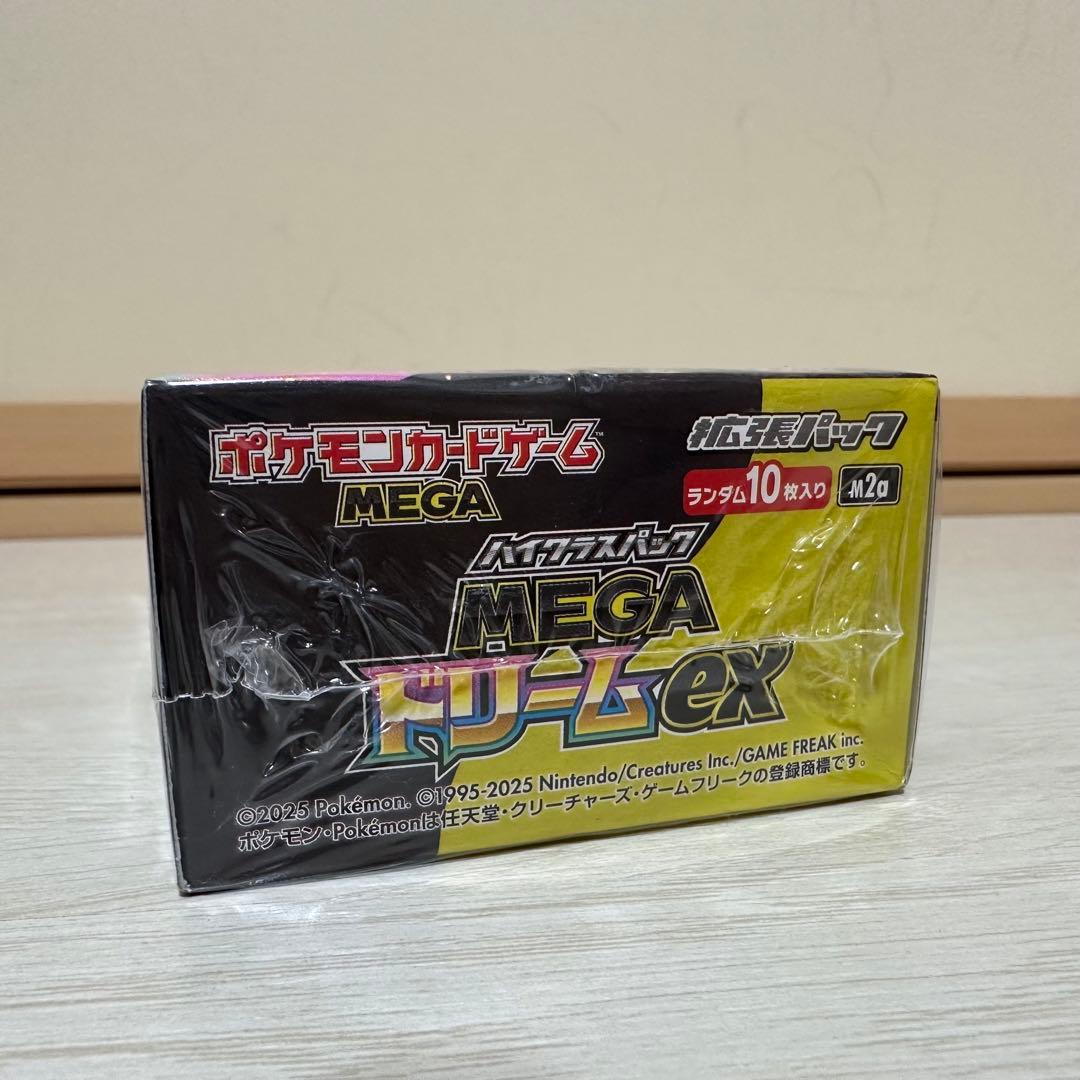 ポケモンカードゲーム™
MEGA
拡張パック
ランダム10枚入り
M2a
ハイクラスパック
MEGA
ドリームex
©2025 Pokémon. ©1995-2025 Nintendo/Creatures Inc./GAME FREAK inc.
ポケモン・Pokémonは任天堂・クリーチャーズ・ゲームフリークの登録商標です。